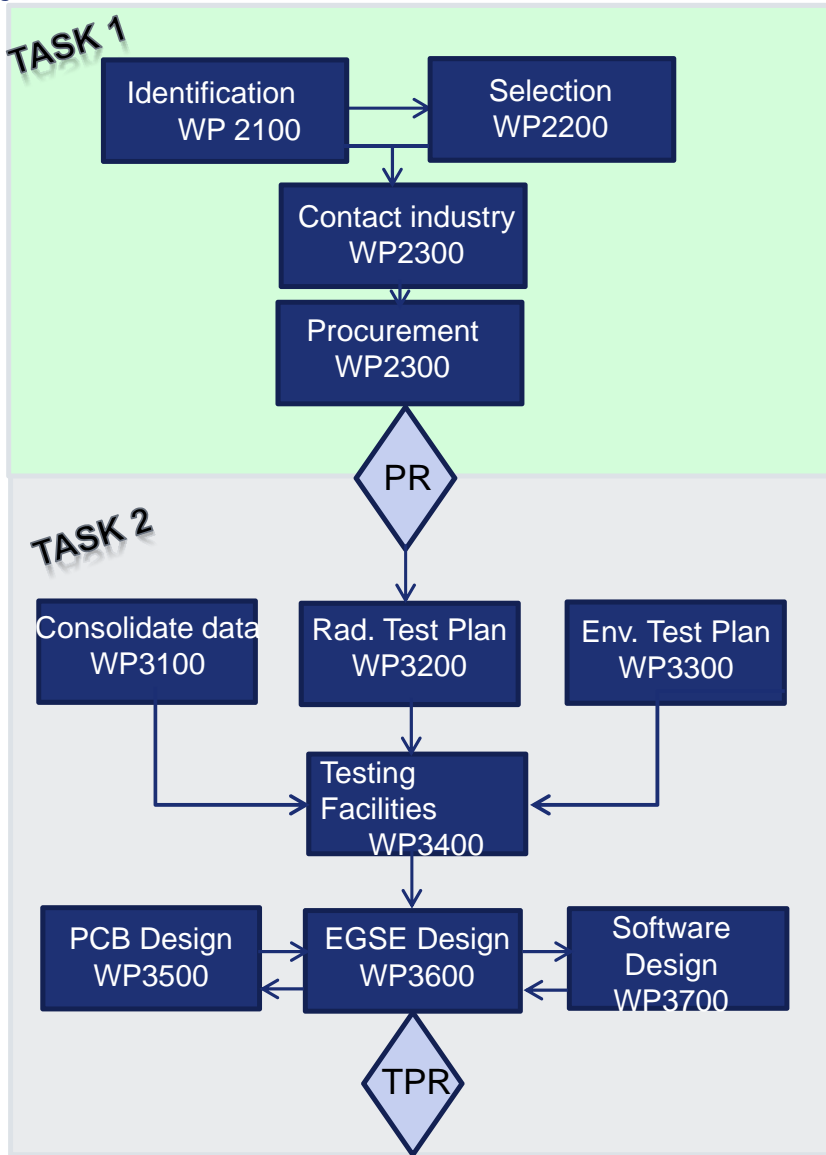 TASK 1
Identification
WP 2100
Selection
WP2200
Contact industry
WP2300
Procurement
WP2300
PR
TASK 2
Consolidate data
WP3100
Rad. Test Plan
WP3200
Env. Test Plan
WP3300
Testing
Facilities
WP3400
PCB Design
WP3500
EGSE Design
WP3600
Software
Design
WP3700
TPR